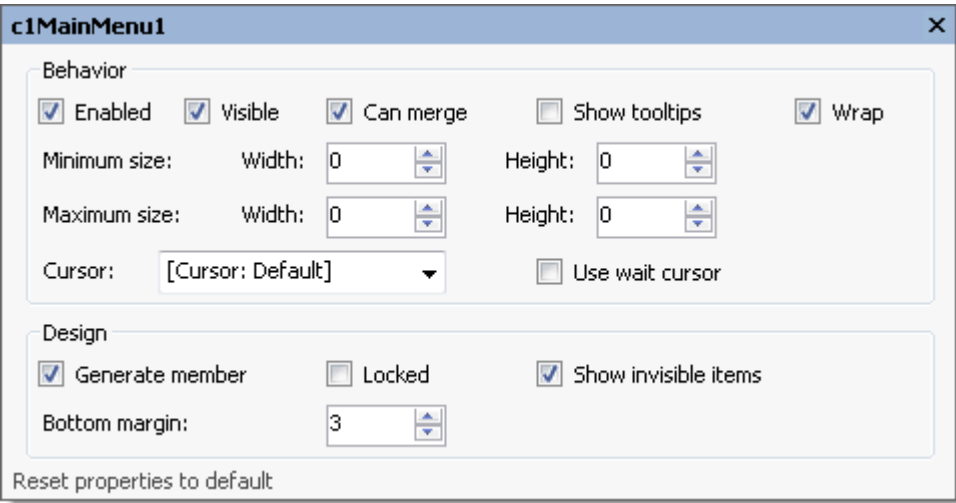 c1MainMenu1
Behavior
Enabled Visible Can merge Show tooltips Wrap
Minimum size: Width: 0 Height: 0
Maximum size: Width: 0 Height: 0
Cursor: [Cursor: Default] Use wait cursor
Design
Generate member Locked Show invisible items
Bottom margin: 3
Reset properties to default